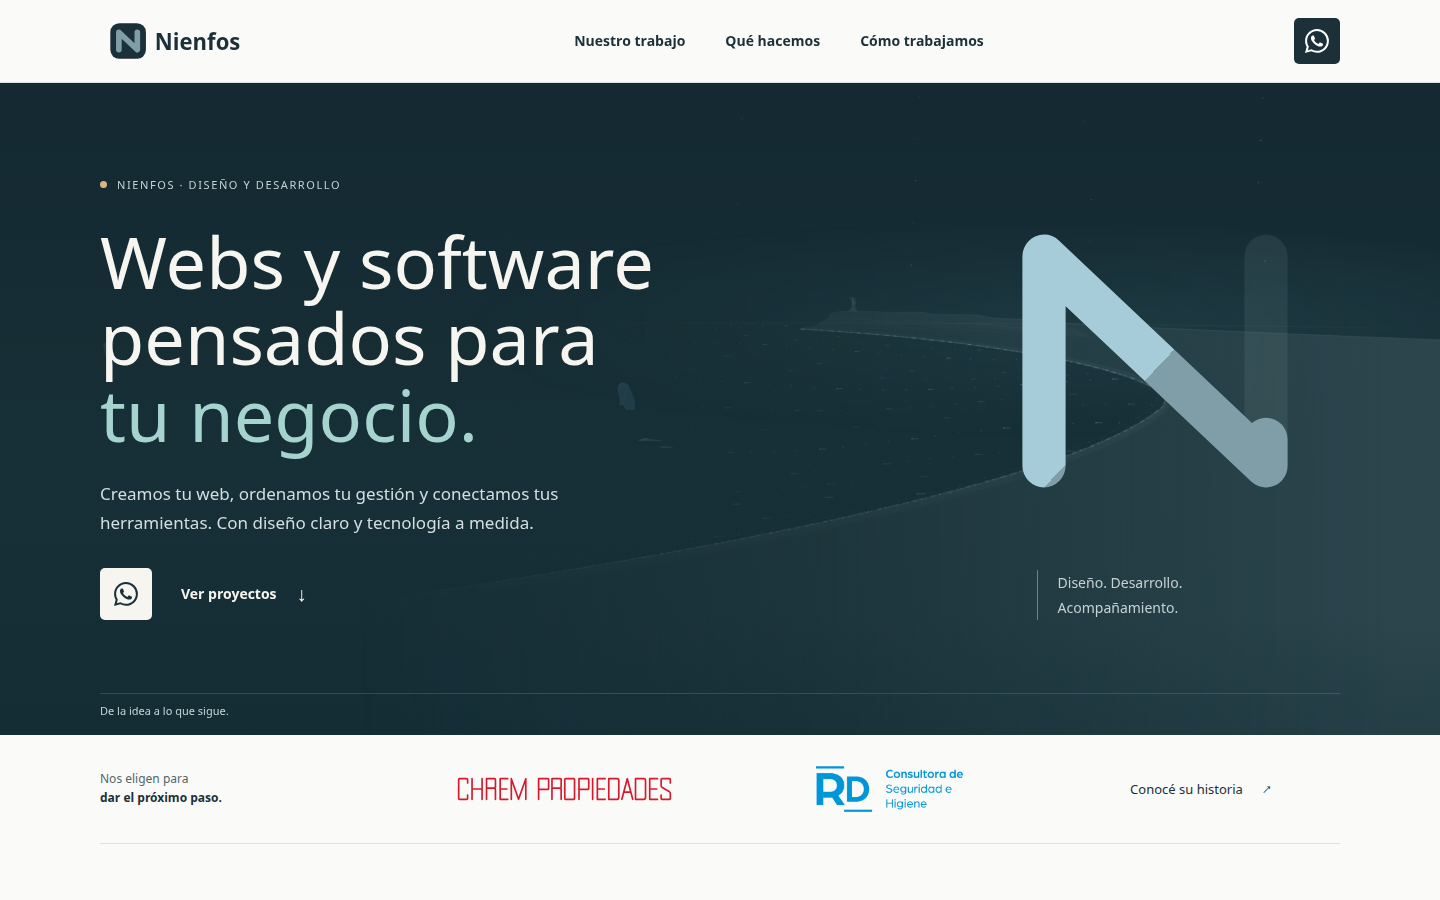 Nienfos
Nuestro trabajo
Qué hacemos
Cómo trabajamos
NIENFOS · DISEÑO Y DESARROLLO
Webs y software
pensados para
tu negocio.
Creamos tu web, ordenamos tu gestión y conectamos tus
herramientas. Con diseño claro y tecnología a medida.
Ver proyectos ↓
Diseño. Desarrollo.
Acompañamiento.
De la idea a lo que sigue.
Nos eligen para
dar el próximo paso.
CHREM PROPIEDADES
RD
Consultora de
Seguridad e
Higiene
Conocé su historia ↗